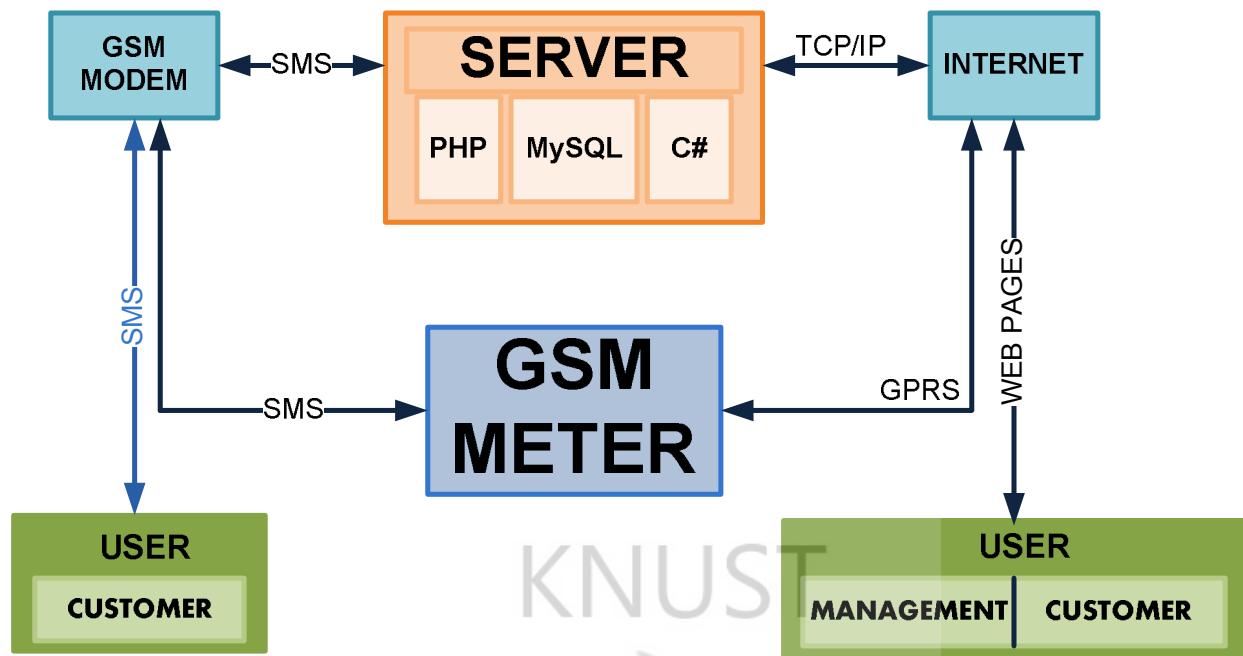 GSM
MODEM
SMS
SERVER
TCP/IP
INTERNET
PHP
MySQL
C#
SMS
WEB PAGES
GSM
METER
SMS
GPRS
USER
CUSTOMER
KNUST
USER
MANAGEMENT
CUSTOMER